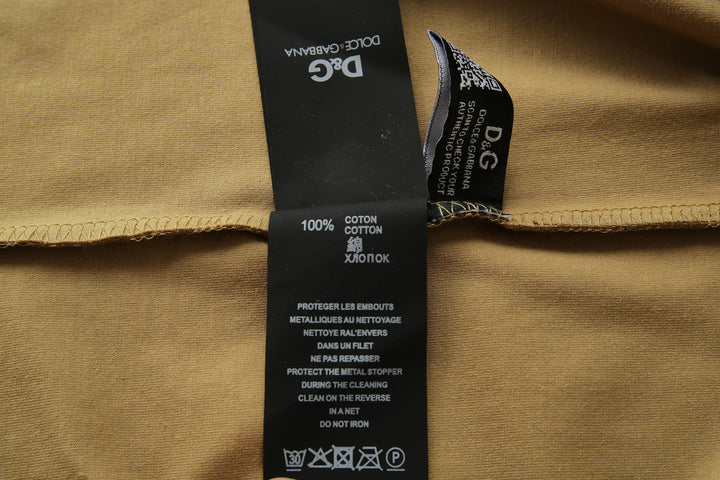 D&G
DOLCE&GABBANA
D&G
DOLCE&GABBANA
SCAN TO CHECK YOUR
AUTHENTIC PRODUCT
100% COTON
COTTON
綿
ХЛОПОК
PROTEGER LES EMBOUTS
METALLIQUES AU NETTOYAGE
NETTOYE RAL'ENVERS
DANS UN FILET
NE PAS REPASSER
PROTECT THE METAL STOPPER
DURING THE CLEANING
CLEAN ON THE REVERSE
IN A NET
DO NOT IRON
30 P